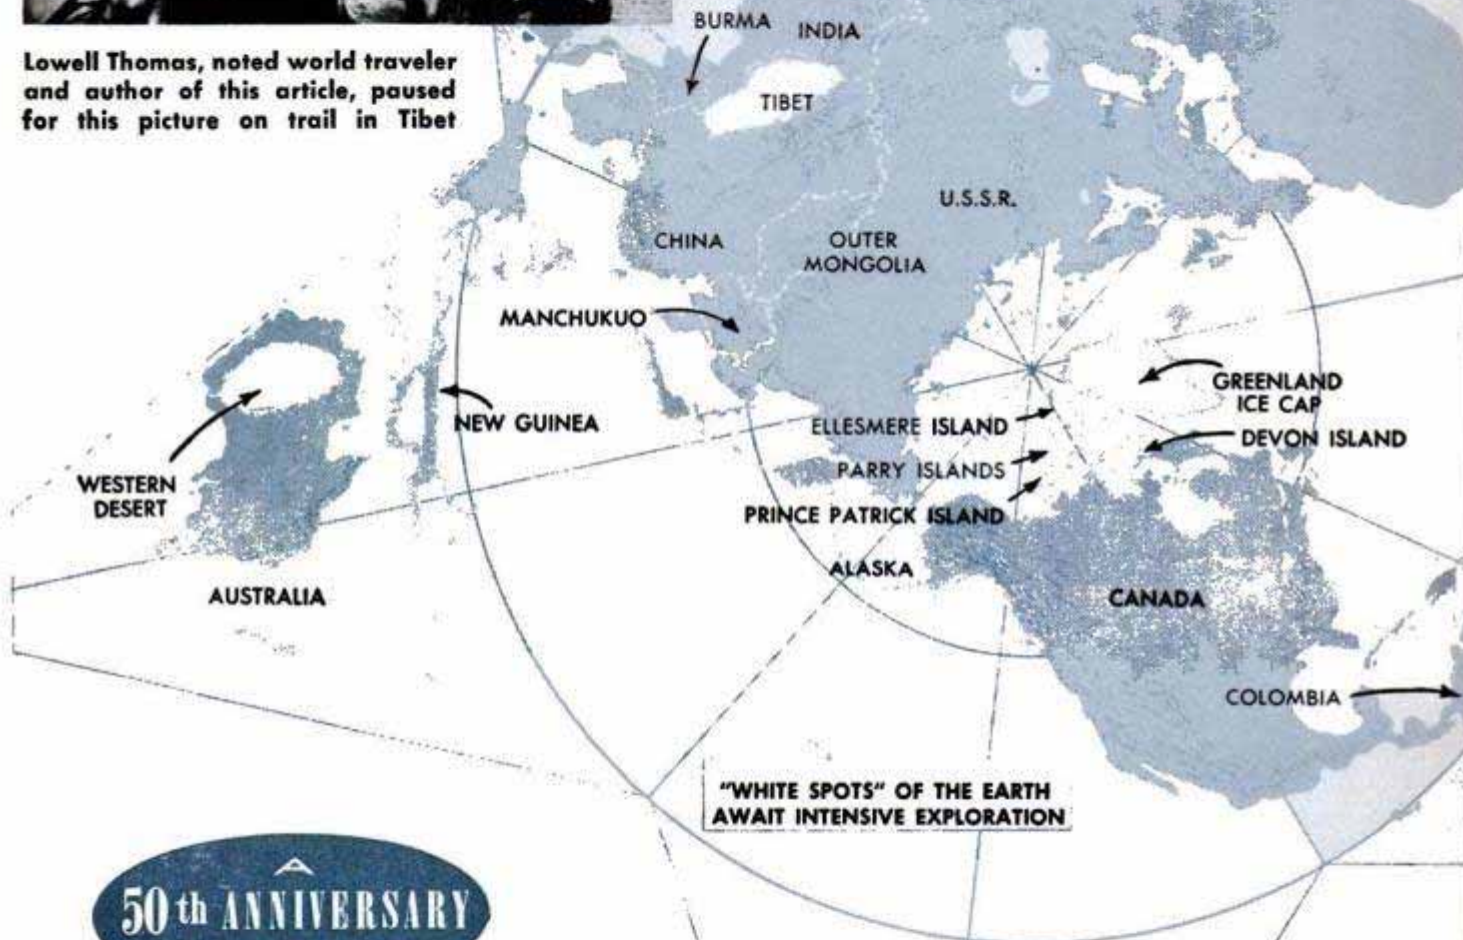 Lowell Thomas, noted world traveler
and author of this article, paused
for this picture on trail in Tibet
BURMA
INDIA
TIBET
U.S.S.R.
CHINA
OUTER
MONGOLIA
MANCHUKUO
NEW GUINEA
WESTERN
DESERT
AUSTRALIA
GREENLAND
ICE CAP
ELLESMERE ISLAND
DEVON ISLAND
PARRY ISLANDS
PRINCE PATRICK ISLAND
ALASKA
CANADA
COLOMBIA
"WHITE SPOTS" OF THE EARTH
AWAIT INTENSIVE EXPLORATION
A
50th ANNIVERSARY